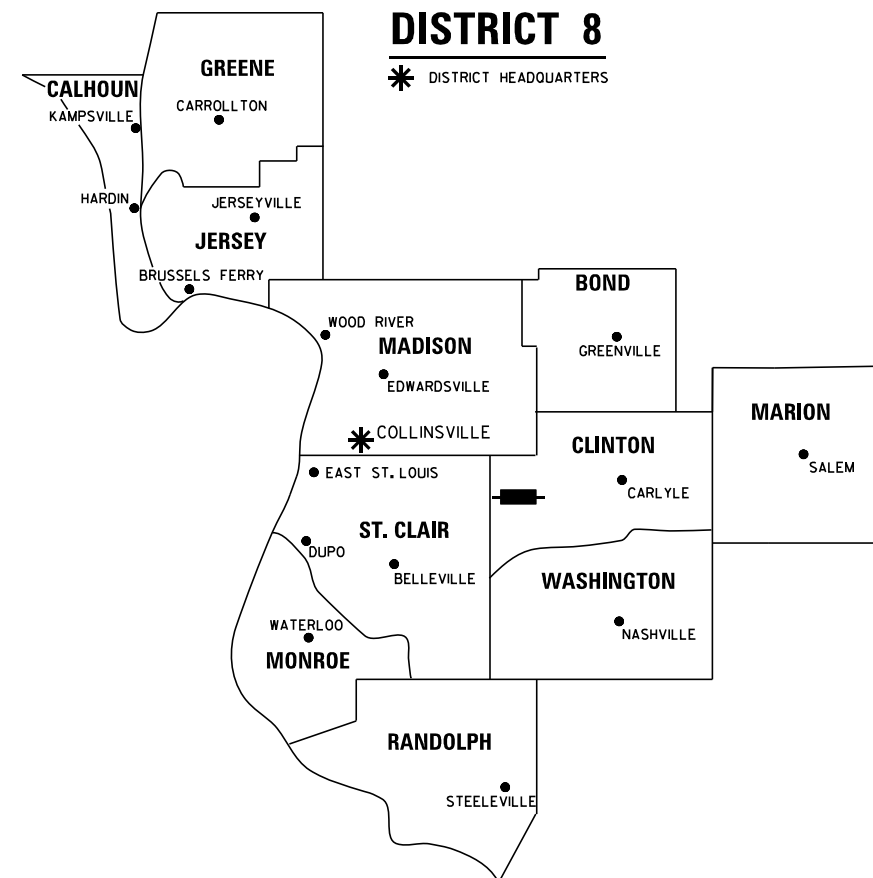 DISTRICT 8
DISTRICT HEADQUARTERS
GREENE
CALHOUN
CARROLLTON
KAMPSVILLE
HARDIN
JERSEYVILLE
JERSEY
BRUSSELS FERRY
BOND
WOOD RIVER
MADISON
GREENVILLE
EDWARDSVILLE
MARION
COLLINSVILLE
CLINTON
SALEM
EAST ST. LOUIS
CARLYLE
ST. CLAIR
DUPO
BELLEVILLE
WASHINGTON
WATERLOO
NASHVILLE
MONROE
RANDOLPH
STEELEVILLE